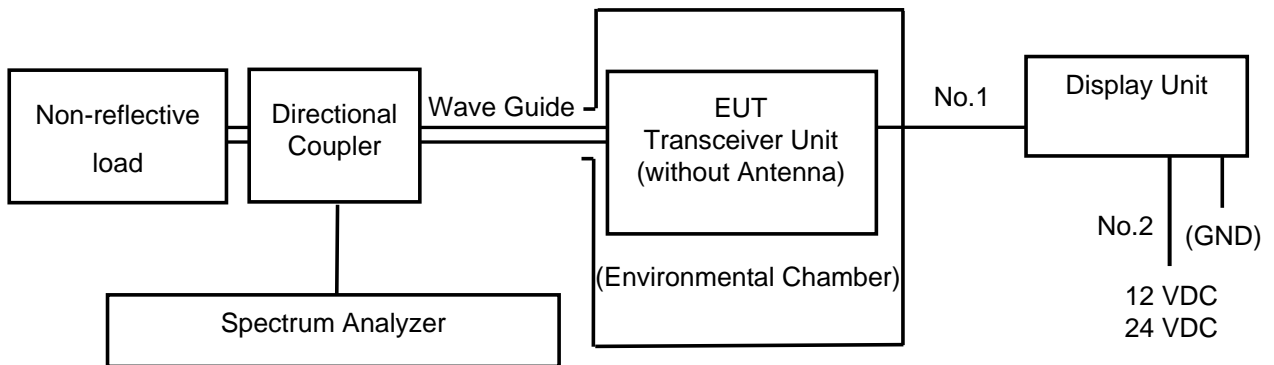 Non-reflective
load
Directional
Coupler
Wave Guide
EUT
Transceiver Unit
(without Antenna)
No.1
Display Unit
No.2
(GND)
12 VDC
24 VDC
(Environmental Chamber)
Spectrum Analyzer